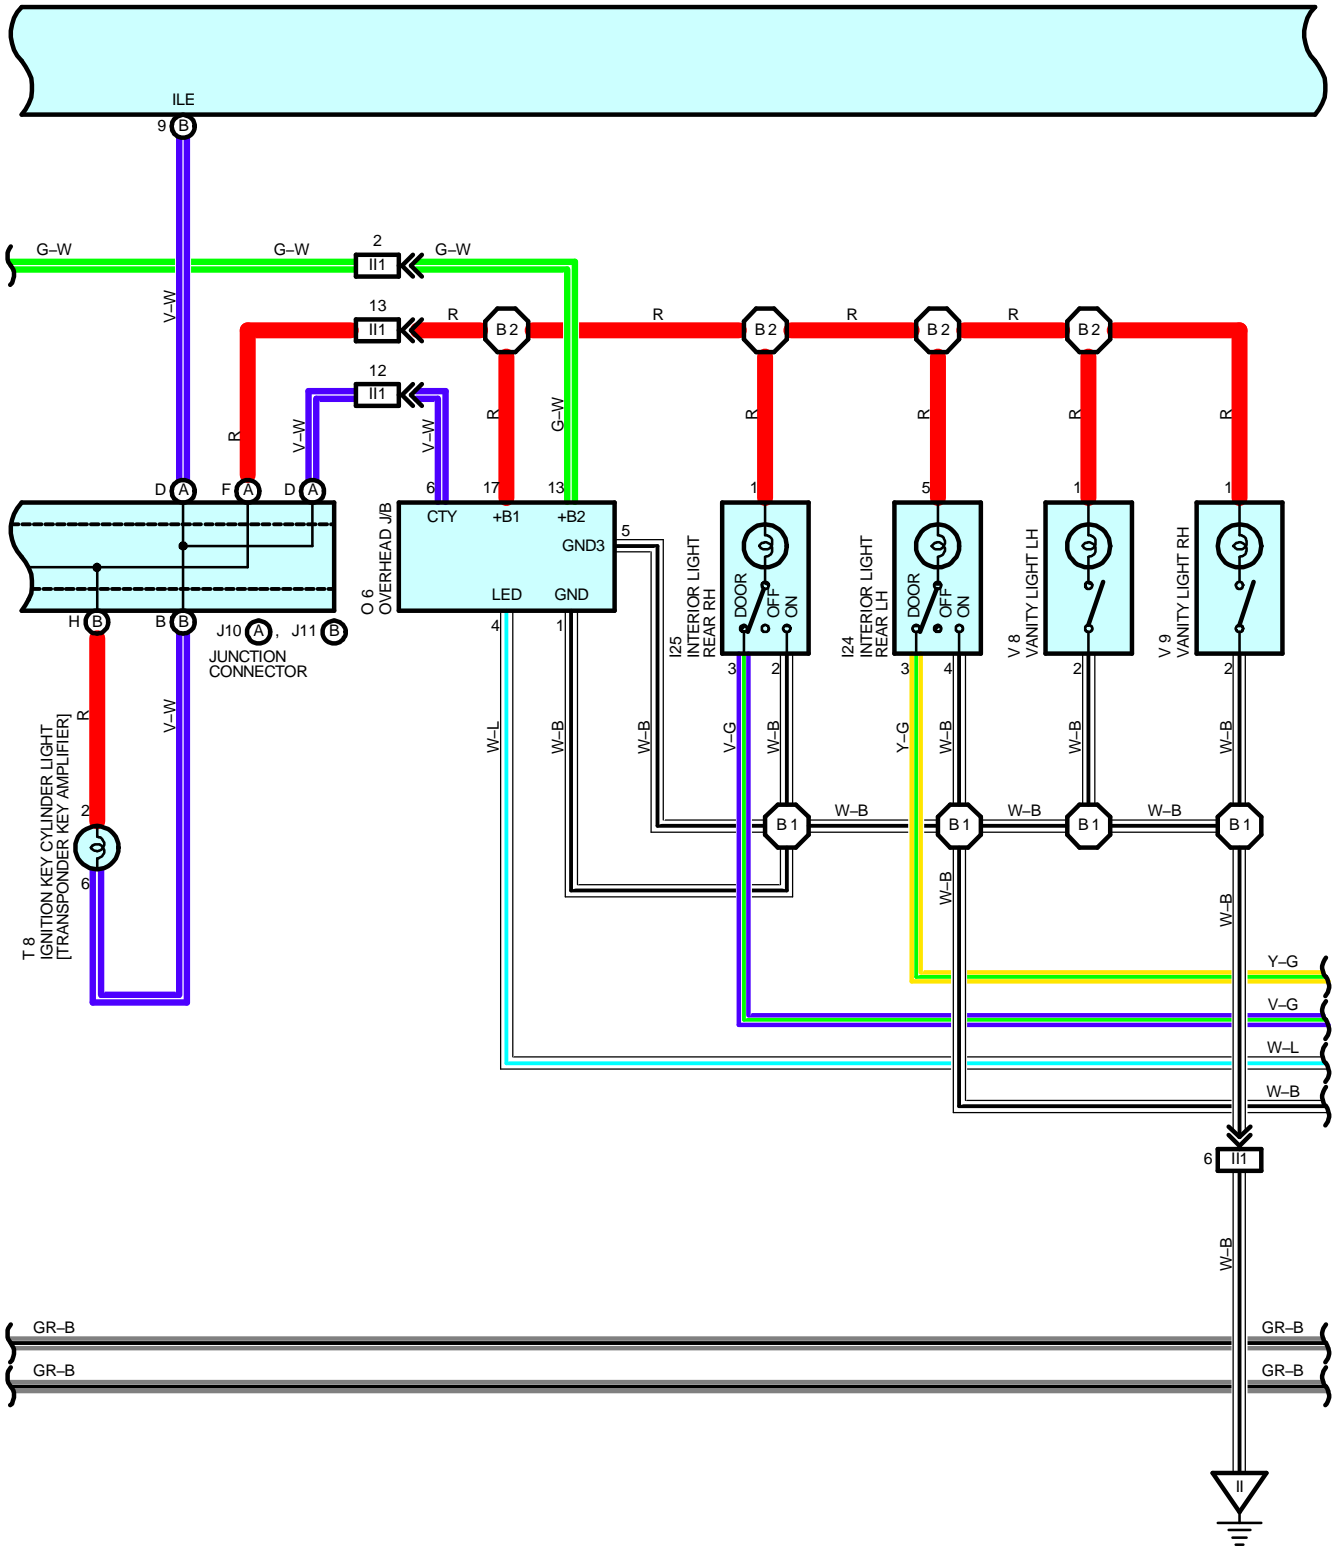 ILE
9 B
G–W G–W 2 G–W
II1
V–W
13
II1
R R R R
B 2 B 2 B 2 B 2
12
II1
R V–W V–W R G–W R R R R
D A F A D A
6 17 13 1 5 1 1
CTY +B1 +B2
5
GND3
LED GND
4 1
O 6
OVERHEAD J/B
I25
INTERIOR LIGHT
REAR RH
DOOR
OFF
ON
I24
INTERIOR LIGHT
REAR LH
DOOR
OFF
ON
V 8
VANITY LIGHT LH
V 9
VANITY LIGHT RH
H B B B J10 A , J11 B
JUNCTION
CONNECTOR
3 2 3 4 2 2
R V–W W–L W–B W–B V–G W–B Y–G W–B W–B W–B
2
6
T 8
IGNITION KEY CYLINDER LIGHT
[TRANSPONDER KEY AMPLIFIER]
W–B W–B W–B
B 1 B 1 B 1 B 1
W–B W–B
Y–G
V–G
W–L
W–B
6 II1
W–B
GR–B GR–B
GR–B GR–B
II